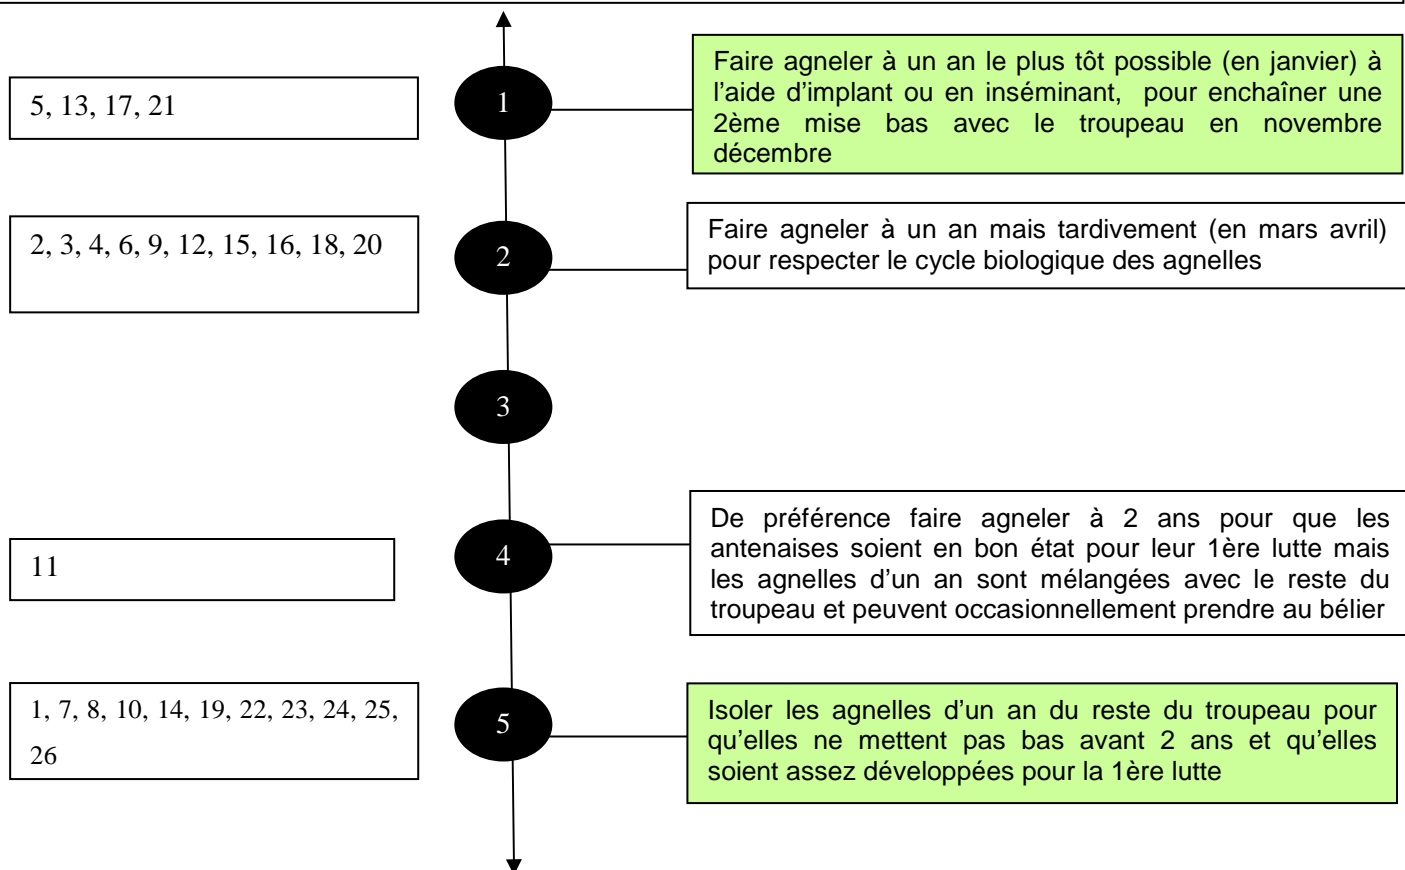 5, 13, 17, 21
1
Faire agneler à un an le plus tôt possible (en janvier) à
l'aide d'implant ou en inséminant, pour enchaîner une
2ème mise bas avec le troupeau en novembre
décembre
2, 3, 4, 6, 9, 12, 15, 16, 18, 20
2
Faire agneler à un an mais tardivement (en mars avril)
pour respecter le cycle biologique des agnelles
3
11
4
De préférence faire agneler à 2 ans pour que les
antenaises soient en bon état pour leur 1ère lutte mais
les agnelles d'un an sont mélangées avec le reste du
troupeau et peuvent occasionnellement prendre au bélier
1, 7, 8, 10, 14, 19, 22, 23, 24, 25,
26
5
Isoler les agnelles d'un an du reste du troupeau pour
qu'elles ne mettent pas bas avant 2 ans et qu'elles
soient assez développées pour la 1ère lutte